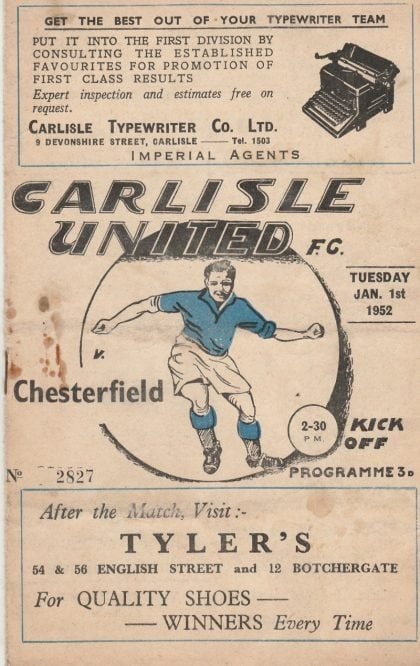 GET THE BEST OUT OF YOUR TYPEWRITER TEAM
PUT IT INTO THE FIRST DIVISION BY
CONSULTING THE ESTABLISHED
FAVOURITES FOR PROMOTION OF
FIRST CLASS RESULTS
Expert inspection and estimates free on
request.
CARLISLE TYPEWRITER CO. LTD.
9 DEVONSHIRE STREET, CARLISLE —— Tel. 1503
IMPERIAL AGENTS
CARLISLE
UNITED F.C.
TUESDAY
JAN. 1st
1952
v.
Chesterfield
2-30
P.M.
KICK
OFF
PROGRAMME 3D
No 2827
After the Match, Visit :-
TYLER'S
54 & 56 ENGLISH STREET and 12 BOTCHERGATE
For QUALITY SHOES —
— WINNERS Every Time